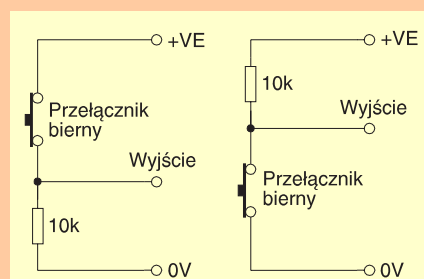 +VE
Przełącznik
bierny
Wyjście
10k
0V
+VE
10k
Wyjście
Przełącznik
bierny
0V